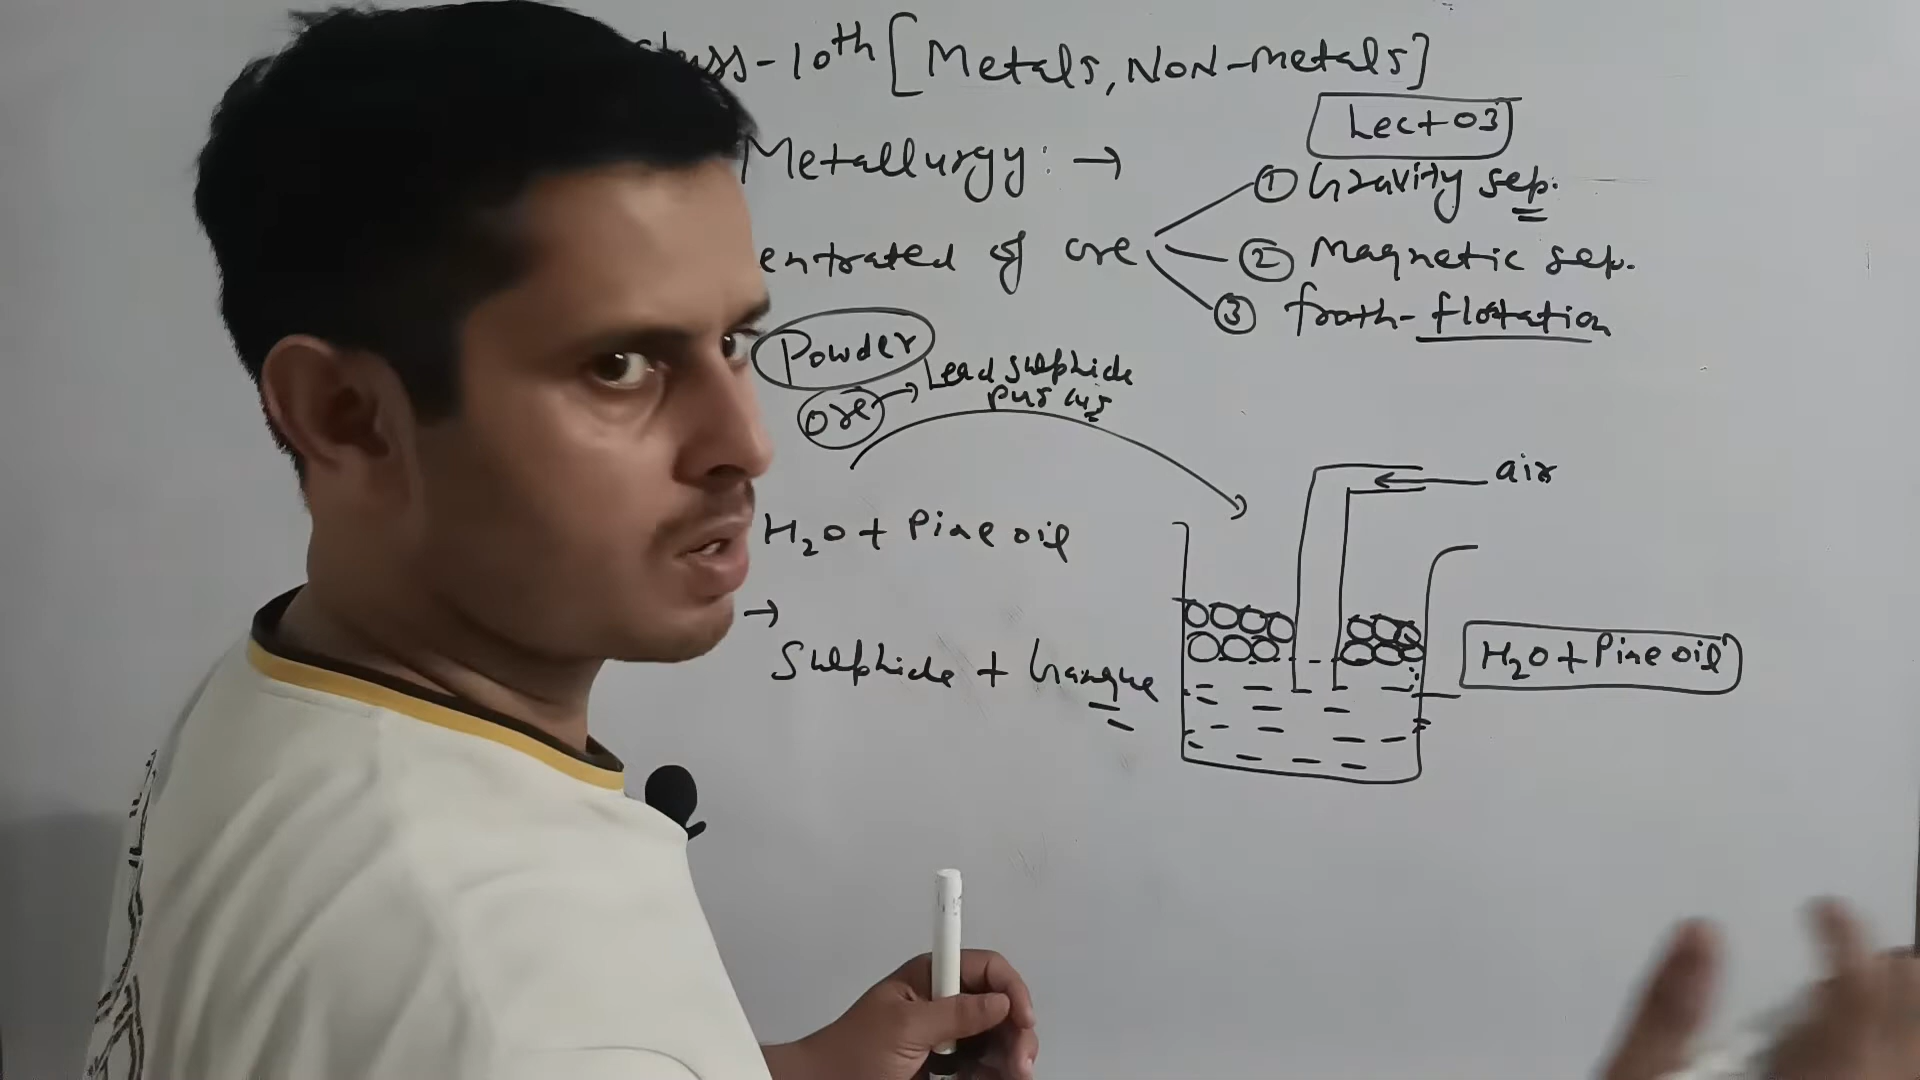 ss-10th [Metals, Non-metals]
Lect 03
Metallurgy: →
① Gravity sep.
entrated of ore
② Magnetic sep.
③ froth-flotation
Powder
ore → Lead sulphide
air
H₂O + Pine oil
→
Sulphide + Gangue
H₂O + Pine oil